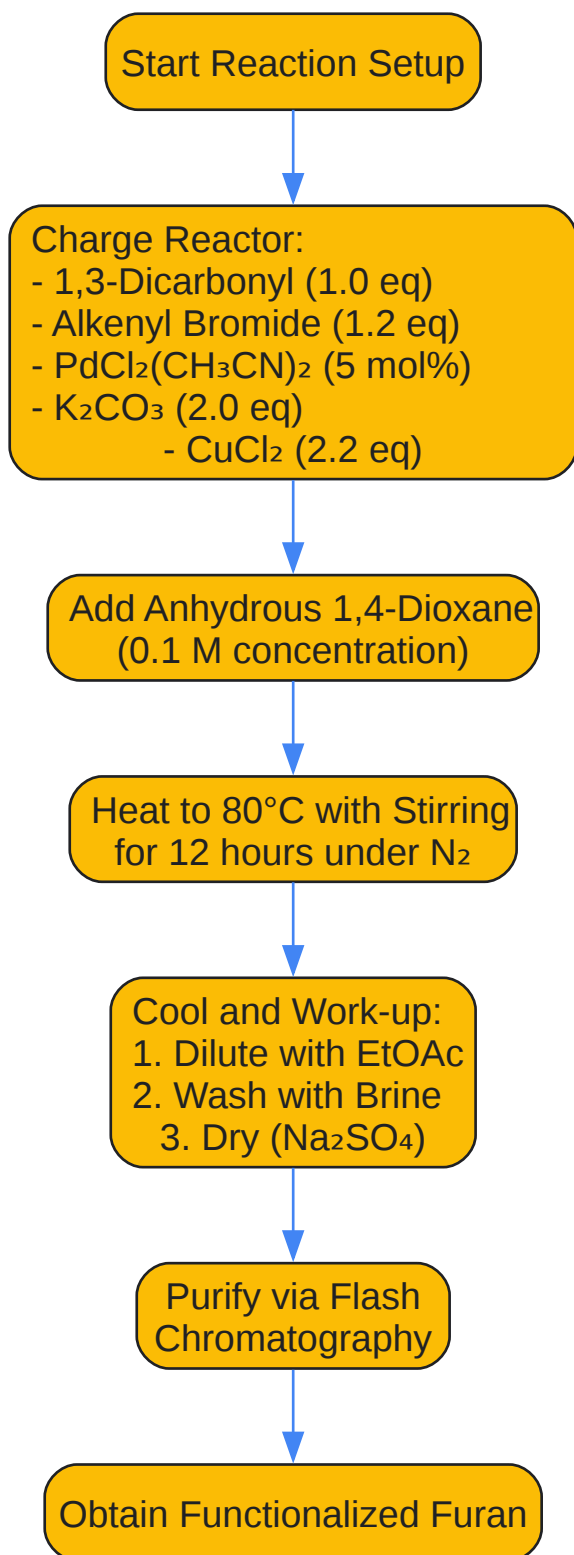 Start Reaction Setup
Charge Reactor:
- 1,3-Dicarbonyl (1.0 eq)
- Alkenyl Bromide (1.2 eq)
- PdCl₂(CH₃CN)₂ (5 mol%)
- K₂CO₃ (2.0 eq)
- CuCl₂ (2.2 eq)
Add Anhydrous 1,4-Dioxane
(0.1 M concentration)
Heat to 80°C with Stirring
for 12 hours under N₂
Cool and Work-up:
1. Dilute with EtOAc
2. Wash with Brine
3. Dry (Na₂SO₄)
Purify via Flash
Chromatography
Obtain Functionalized Furan